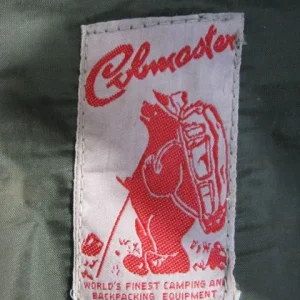 Cubmaster
WORLD'S FINEST CAMPING AND
BACKPACKING EQUIPMENT